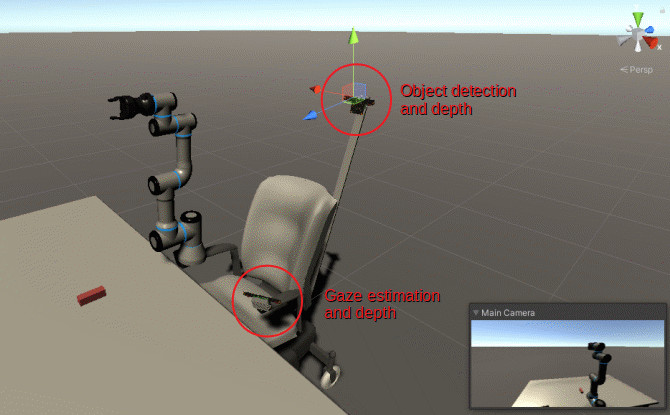 x
Persp
Object detection
and depth
Gaze estimation
and depth
Main Camera